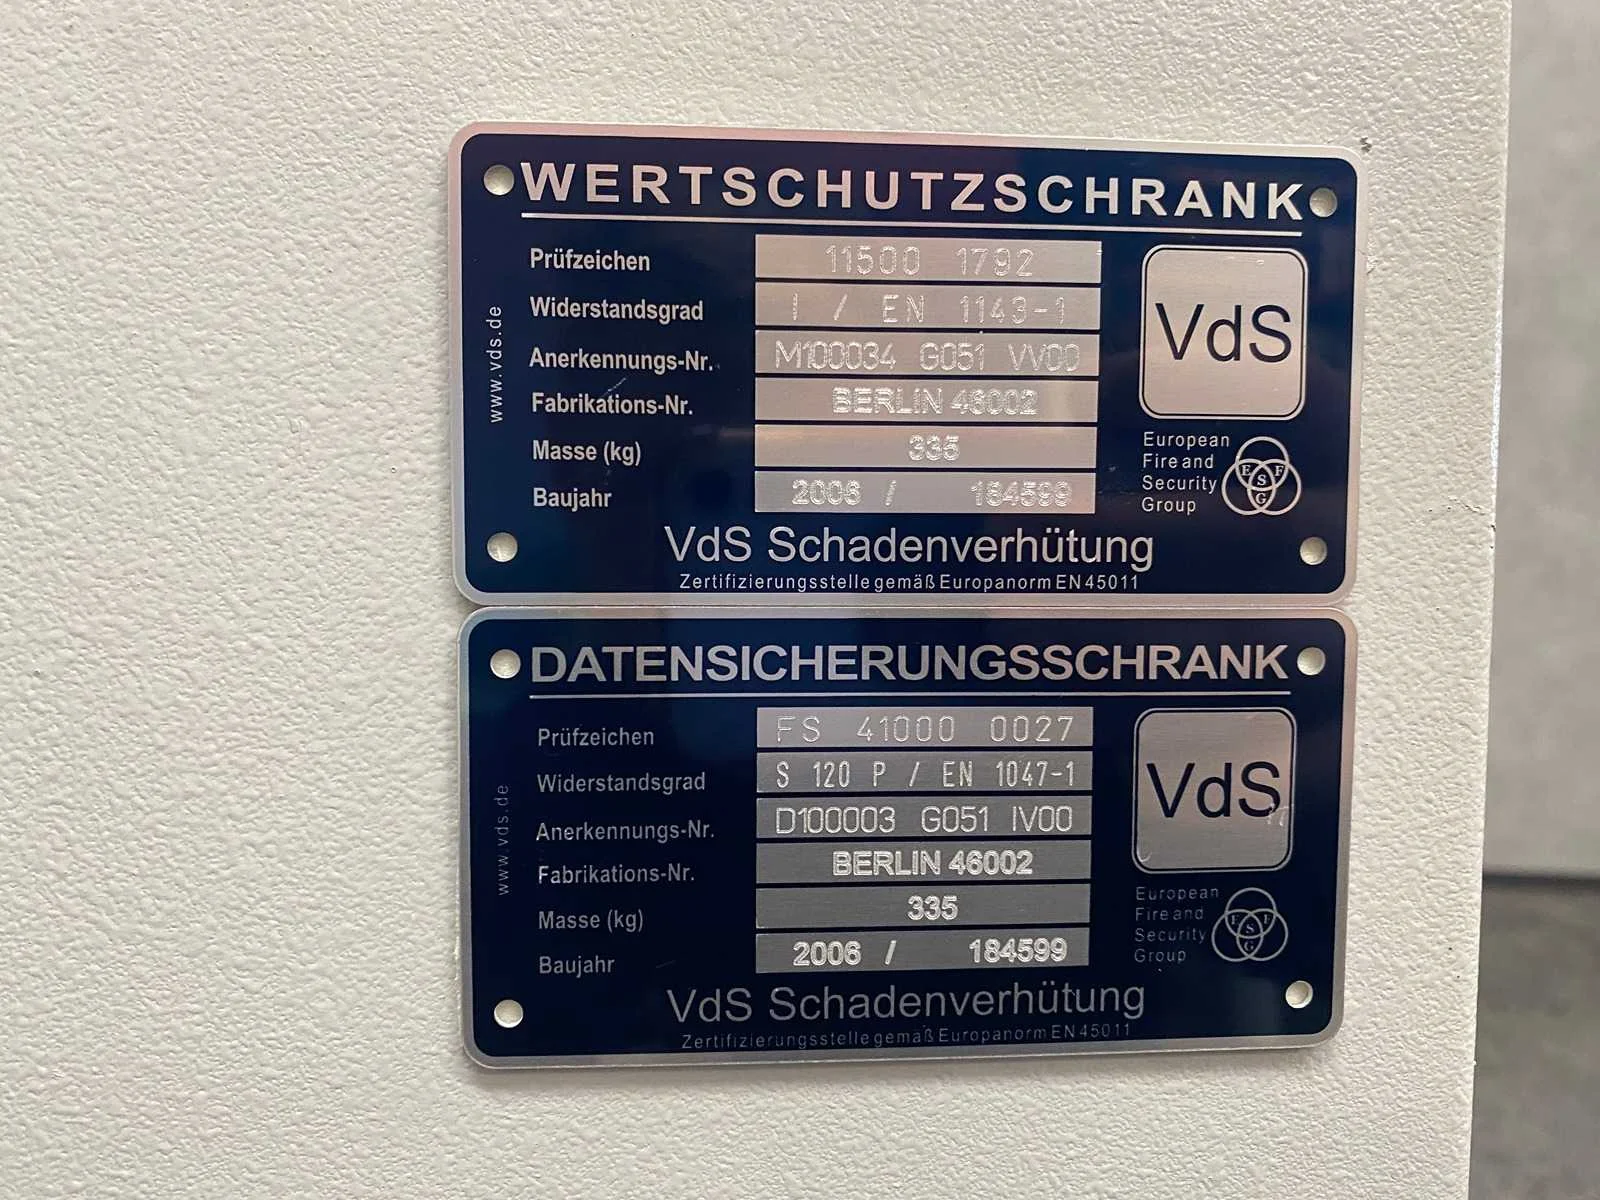 WERTSCHUTZSCHRANK
Prüfzeichen 11500 1792
Widerstandsgrad I / EN 1143-1
Anerkennungs-Nr. M100034 G051 VV00
Fabrikations-Nr. BERLIN 46002
Masse (kg) 335
Baujahr 2006 / 184599
www.vds.de
VdS
European
Fire and
Security
Group
E F
S
G
VdS Schadenverhütung
Zertifizierungsstelle gemäß Europanorm EN 45011
DATENSICHERUNGSSCHRANK
Prüfzeichen FS 41000 0027
Widerstandsgrad S 120 P / EN 1047-1
Anerkennungs-Nr. D100003 G051 IV00
Fabrikations-Nr. BERLIN 46002
Masse (kg) 335
Baujahr 2006 / 184599
www.vds.de
VdS
European
Fire and
Security
Group
E F
S
G
VdS Schadenverhütung
Zertifizierungsstelle gemäß Europanorm EN 45011